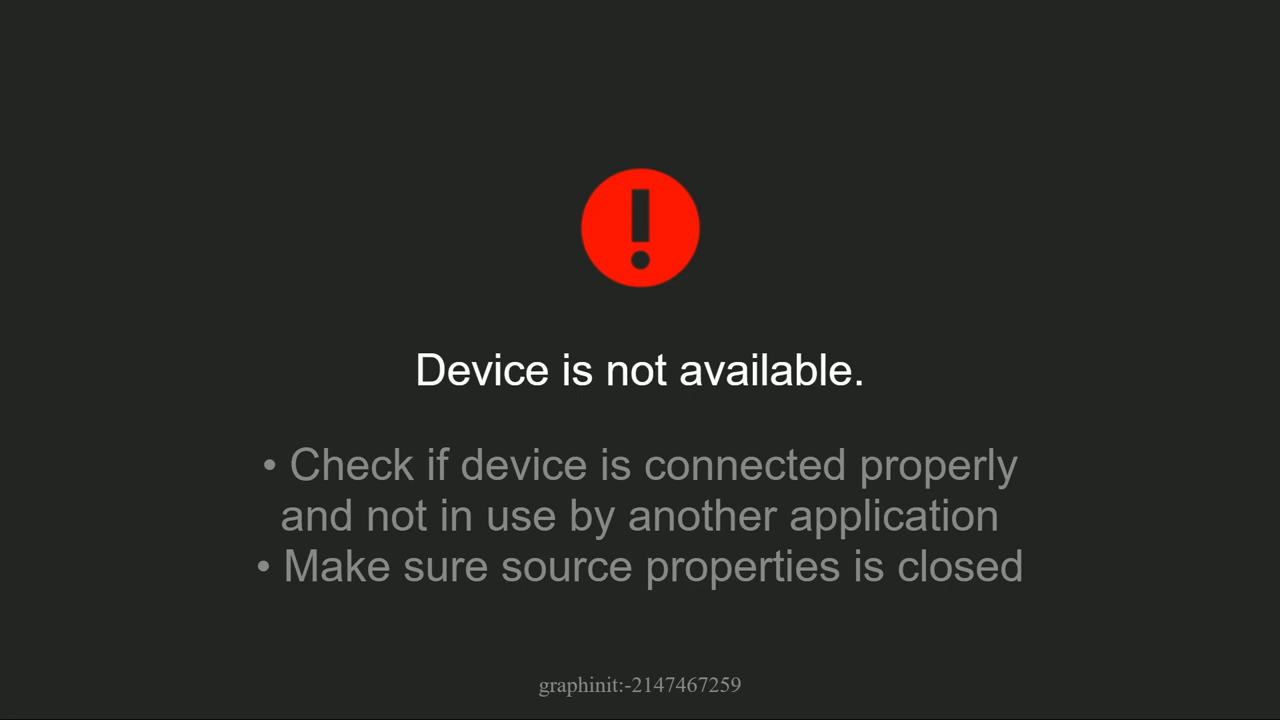 Device is not available.
• Check if device is connected properly
and not in use by another application
• Make sure source properties is closed
graphinit:-2147467259